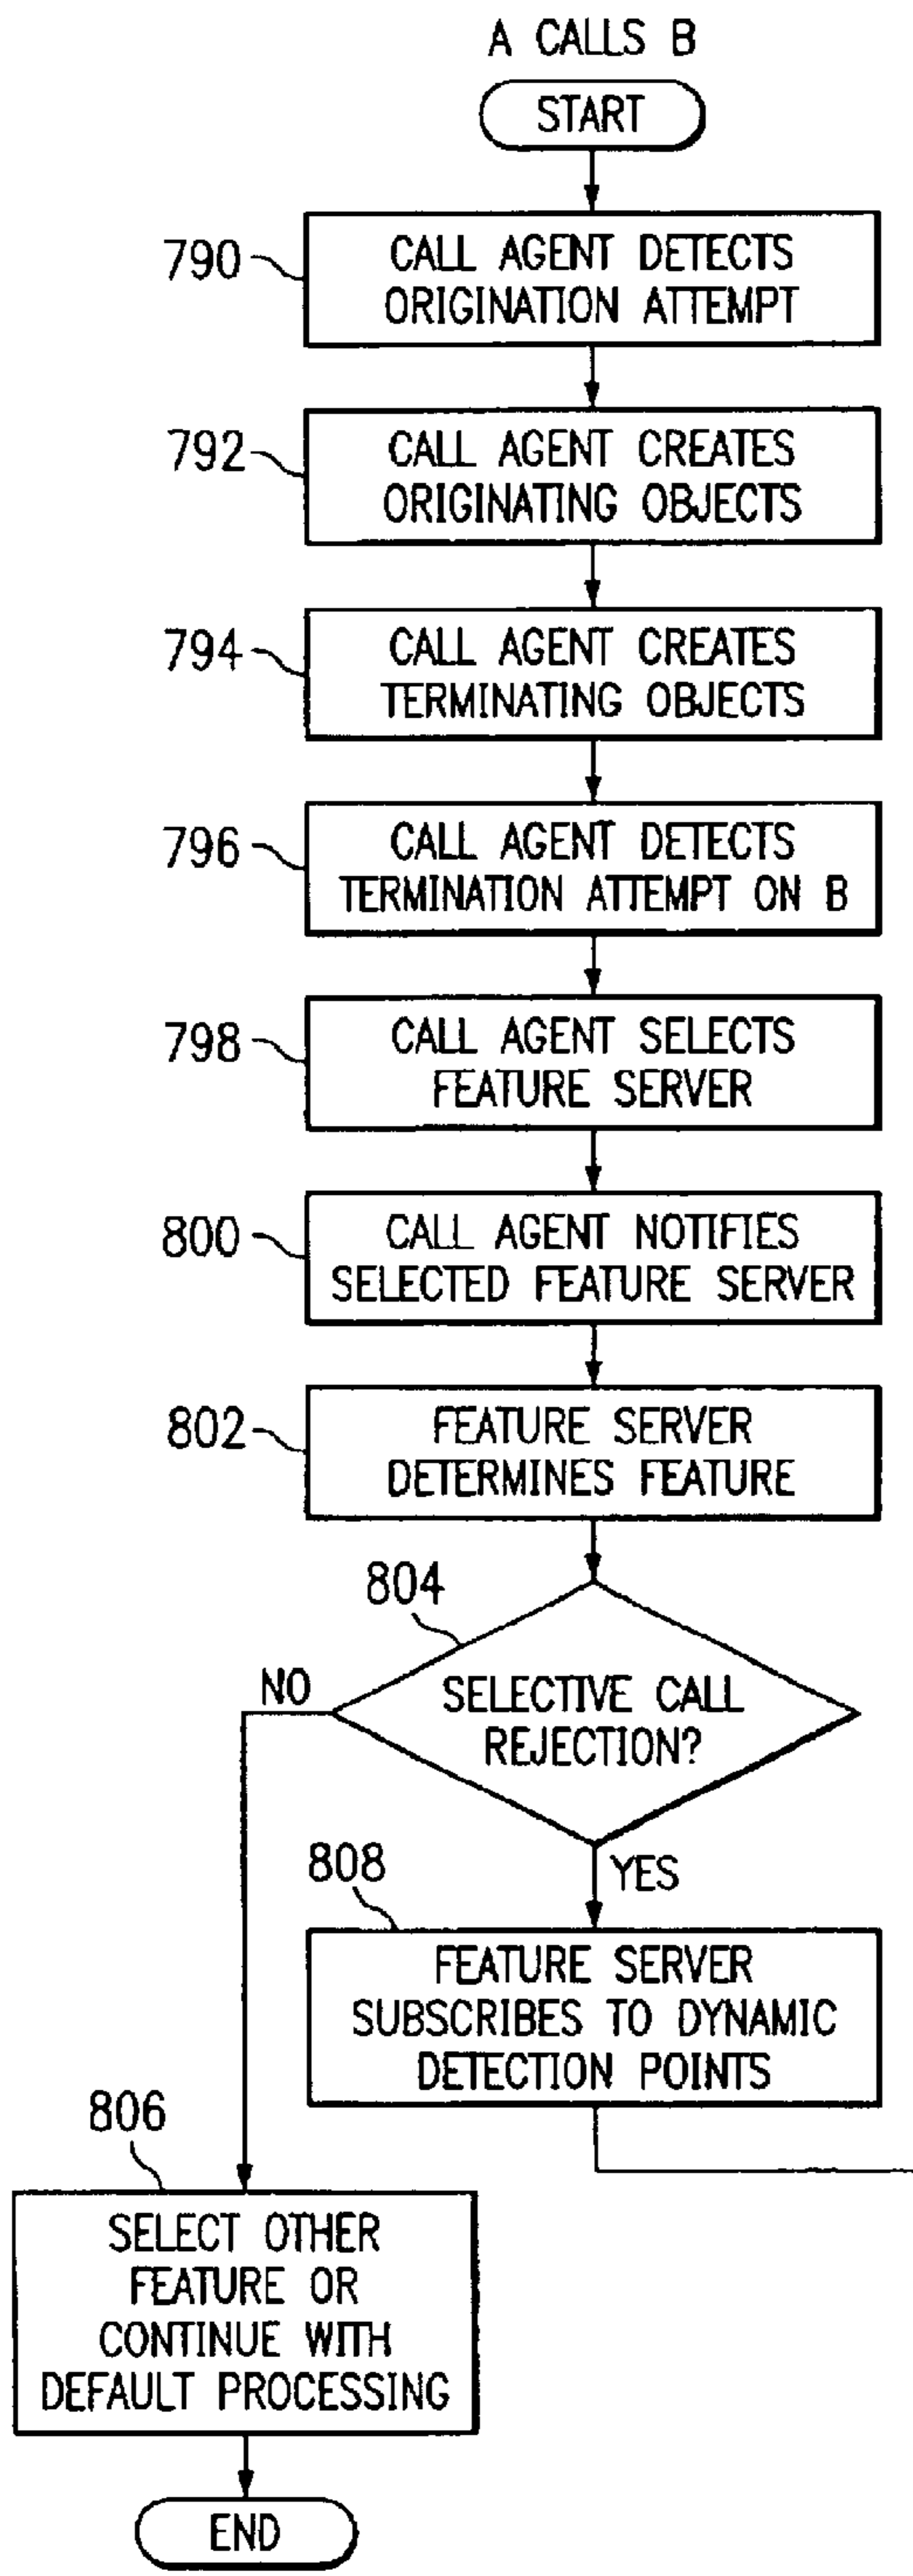 A CALLS B
START
790
CALL AGENT DETECTS
ORIGINATION ATTEMPT
792
CALL AGENT CREATES
ORIGINATING OBJECTS
794
CALL AGENT CREATES
TERMINATING OBJECTS
796
CALL AGENT DETECTS
TERMINATION ATTEMPT ON B
798
CALL AGENT SELECTS
FEATURE SERVER
800
CALL AGENT NOTIFIES
SELECTED FEATURE SERVER
802
FEATURE SERVER
DETERMINES FEATURE
804
NO
SELECTIVE CALL
REJECTION?
YES
808
FEATURE SERVER
SUBSCRIBES TO DYNAMIC
DETECTION POINTS
806
SELECT OTHER
FEATURE OR
CONTINUE WITH
DEFAULT PROCESSING
END